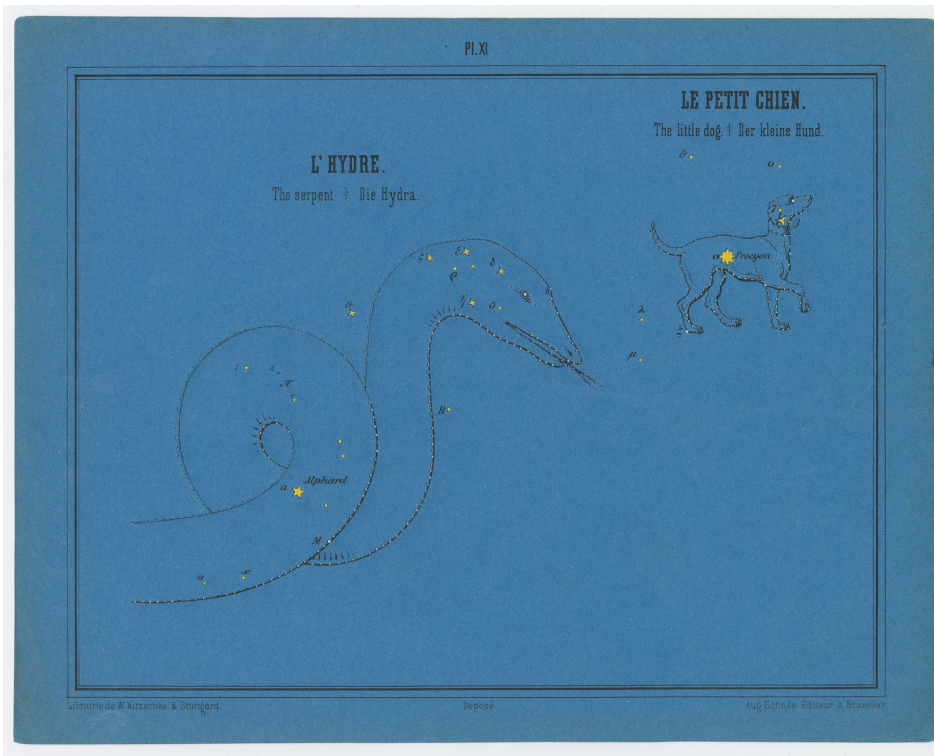 Pl. XI
LE PETIT CHIEN.
The little dog. † Der kleine Hund.
L'HYDRE.
The serpent † Die Hydra.
ϑ
o
α Procyon
ζ
ε
δ
ϱ
η
σ
ϑ
λ
μ
ι
B
α Alphard
M
υ
æ
Librairie de W. Nitzschke à Stuttgard.
Déposé
Aug. Schnée Éditeur, à Bruxelles